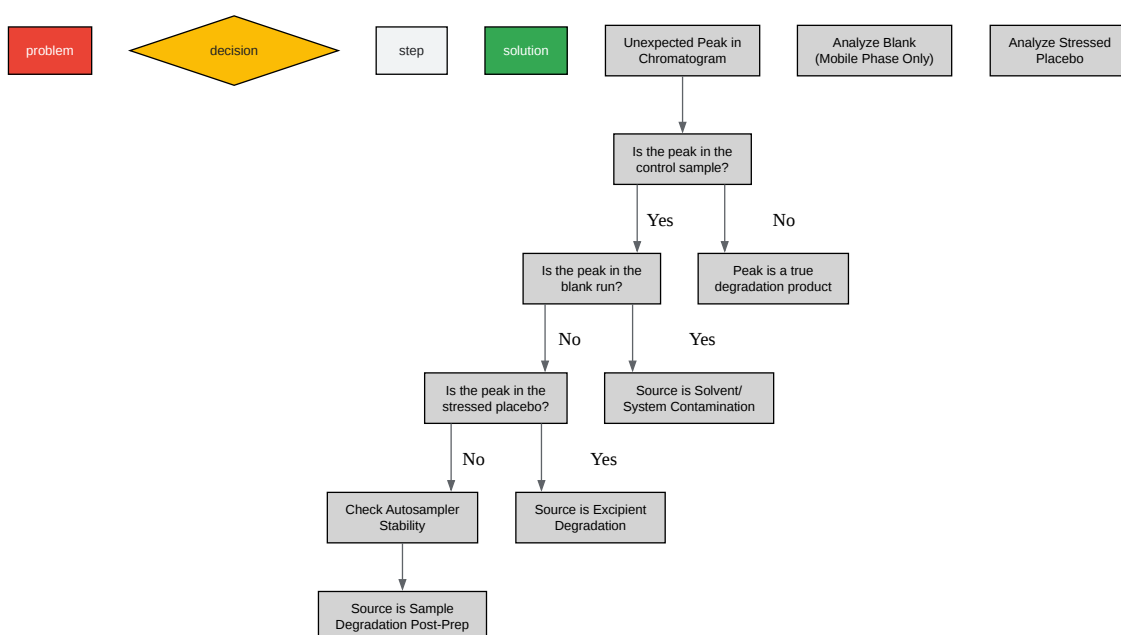 problem
decision
step
solution
Unexpected Peak in
Chromatogram
Analyze Blank
(Mobile Phase Only)
Analyze Stressed
Placebo
Is the peak in the
control sample?
Yes
No
Is the peak in the
blank run?
Peak is a true
degradation product
No
Yes
Is the peak in the
stressed placebo?
Source is Solvent/
System Contamination
No
Yes
Check Autosampler
Stability
Source is Excipient
Degradation
Source is Sample
Degradation Post-Prep